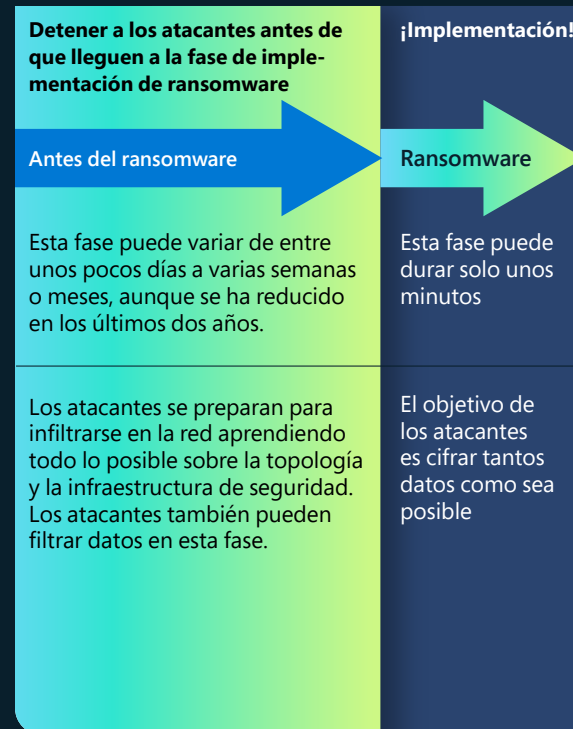 Detener a los atacantes antes de
que lleguen a la fase de imple-
mentación de ransomware
¡Implementación!
Antes del ransomware
Ransomware
Esta fase puede variar de entre
unos pocos días a varias semanas
o meses, aunque se ha reducido
en los últimos dos años.
Esta fase puede
durar solo unos
minutos
Los atacantes se preparan para
infiltrarse en la red aprendiendo
todo lo posible sobre la topología
y la infraestructura de seguridad.
Los atacantes también pueden
filtrar datos en esta fase.
El objetivo de
los atacantes
es cifrar tantos
datos como sea
posible